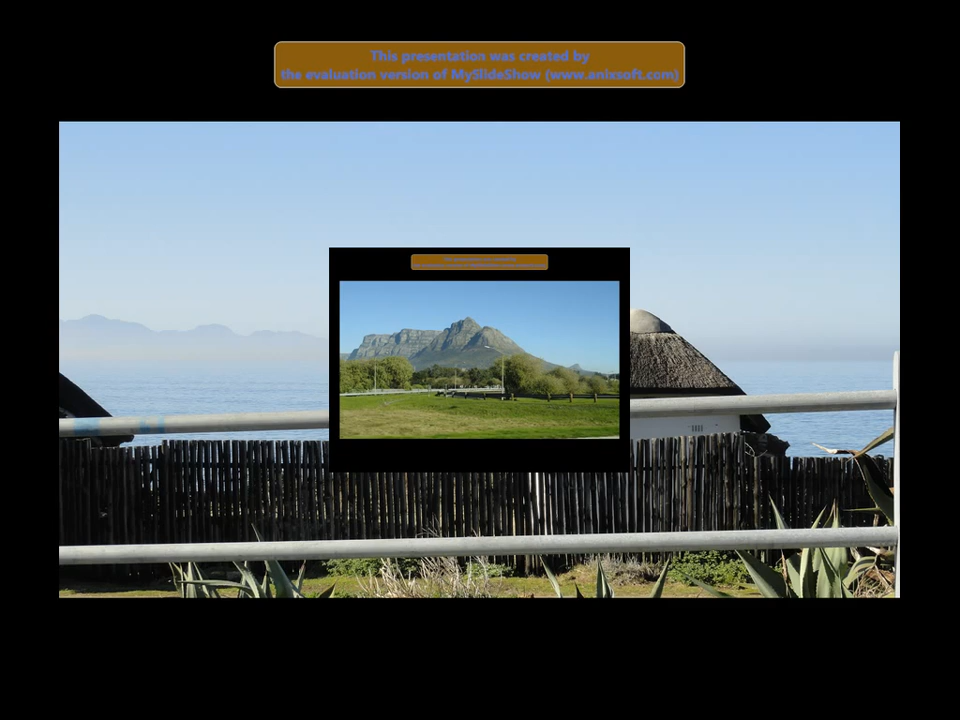 This presentation was created by
the evaluation version of MySlideShow (www.anixsoft.com)